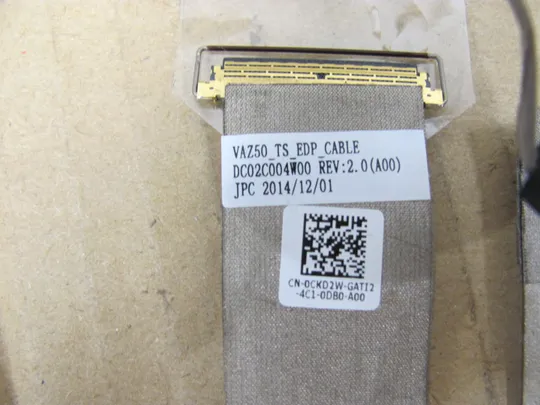 VAZ50_TS_EDP_CABLE
DC02C004W00 REV:2.0(A00)
JPC 2014/12/01
CN-0CKD2W-GATI2
-4C1-0DB0-A00